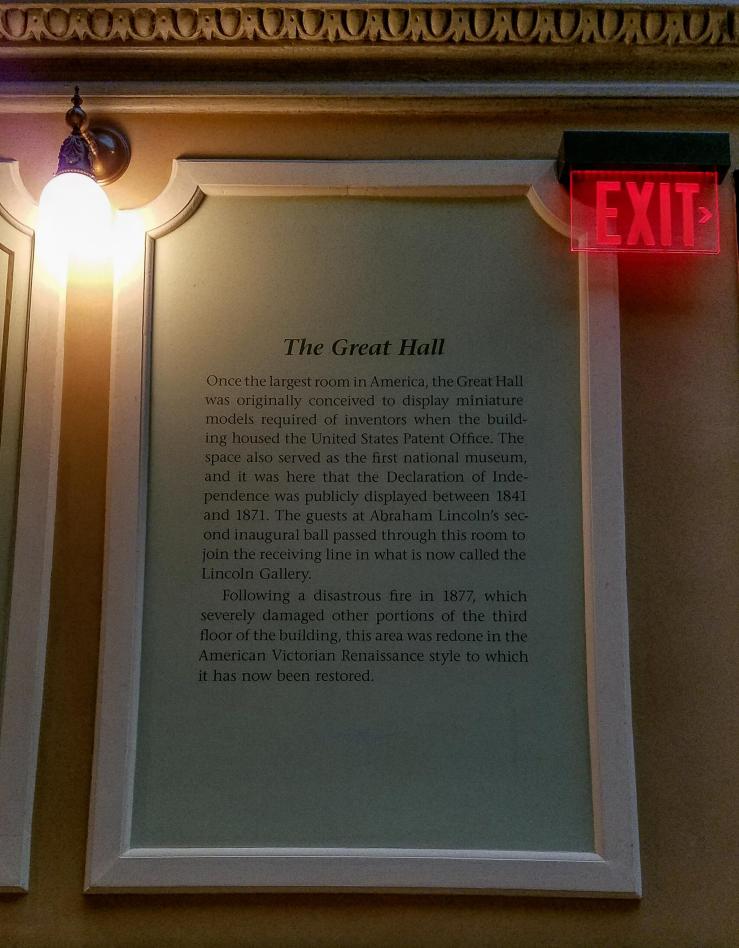 EXIT
The Great Hall
Once the largest room in America, the Great Hall
was originally conceived to display miniature
models required of inventors when the build-
ing housed the United States Patent Office. The
space also served as the first national museum,
and it was here that the Declaration of Inde-
pendence was publicly displayed between 1841
and 1871. The guests at Abraham Lincoln's sec-
ond inaugural ball passed through this room to
join the receiving line in what is now called the
Lincoln Gallery.
Following a disastrous fire in 1877, which
severely damaged other portions of the third
floor of the building, this area was redone in the
American Victorian Renaissance style to which
it has now been restored.